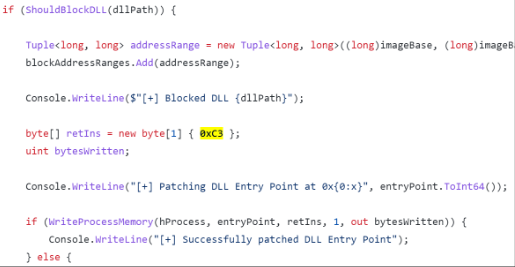 if (ShouldBlockDLL(dllPath)) {
Tuple<long, long> addressRange = new Tuple<long, long>((long)imageBase, (long)imageB
blockAddressRanges.Add(addressRange);
Console.WriteLine($"[+] Blocked DLL {dllPath}");
byte[] retIns = new byte[1] { 0xC3 };
uint bytesWritten;
Console.WriteLine("[+] Patching DLL Entry Point at 0x{0:x}", entryPoint.ToInt64());
if (WriteProcessMemory(hProcess, entryPoint, retIns, 1, out bytesWritten)) {
Console.WriteLine("[+] Successfully patched DLL Entry Point");
} else {